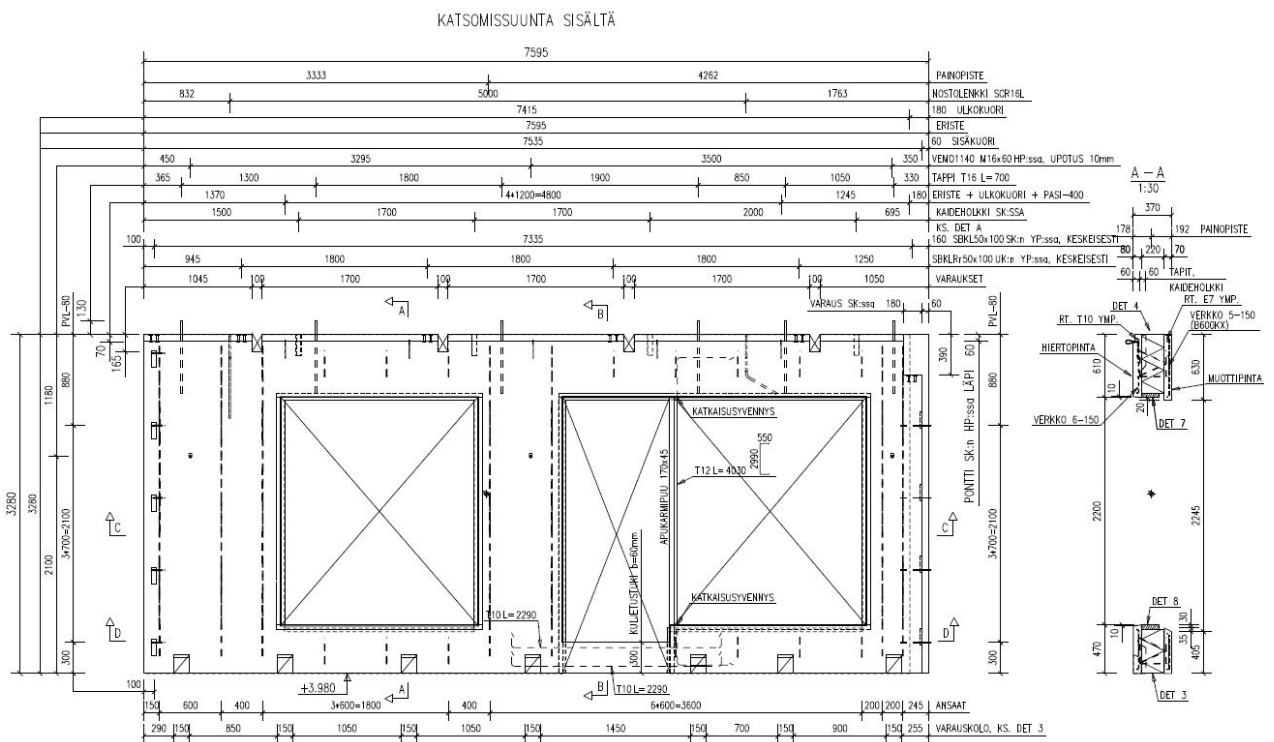 KATSOMISSUUNTA SISÄLTÄ
7595
3333 4262 PAINOPISTE
832 5000 1763 NOSTOLENKKI SCR16L
7415 180 ULKOKUORI
7595 ERISTE
7535 60 SISÄKUORI
450 3295 3500 350 VEMO1140 M16x60 HP:ssa, UPOTUS 10mm
365 1300 1800 1900 850 1050 330 TAPPI T16 L=700
1370 4*1200=4800 1245 180 ERISTE + ULKOKUORI + PASI-400
1500 1700 1700 2000 695 KAIDEHOLKKI SK:SSA
KS. DET A
100 7335 160 SBKL50x100 SK:n YP:ssa, KESKEISESTI
945 1800 1800 1800 1250 SBKLRr50x100 UK:n YP:ssa, KESKEISESTI
1045 100 1700 100 1700 100 1700 100 1050 VARAUKSET
A B
VARAUS SK:ssa 180 60
PVL-80
130
70
165
880
1180
3280
3280
2100
3*700=2100
300
100
C
D
KATKAISUSYVENNYS
550
2990
T12 L= 4030
APUKARMIPUU 170x45
KULJETUSTUKI b=60mm
KATKAISUSYVENNYS
T10 L= 2290
300
T10 L= 2290
+3.980
A B
390
PONTTI SK:n HP:ssa LÄPI 60
PVL-80
880
3*700=2100
300
C
D
150 600 400 3*600=1800 400 6*600=3600 200 200 245 ANSAAT
290 150 850 150 1050 150 1050 150 1450 150 700 150 900 150 255 VARAUSKOLO, KS. DET 3
A - A
1:30
370
178 192 PAINOPISTE
80 220 70
60 60 TAPIT,
KAIDEHOLKKI
DET 4 RT. E7 YMP.
RT. T10 YMP. VERKKO 5-150
(B600KX)
HIERTOPINTA
610 630
10 MUOTTIPINTA
20
VERKKO 6-150 DET 7
2200 2245
DET 8
10 30
35
470 405
DET 3